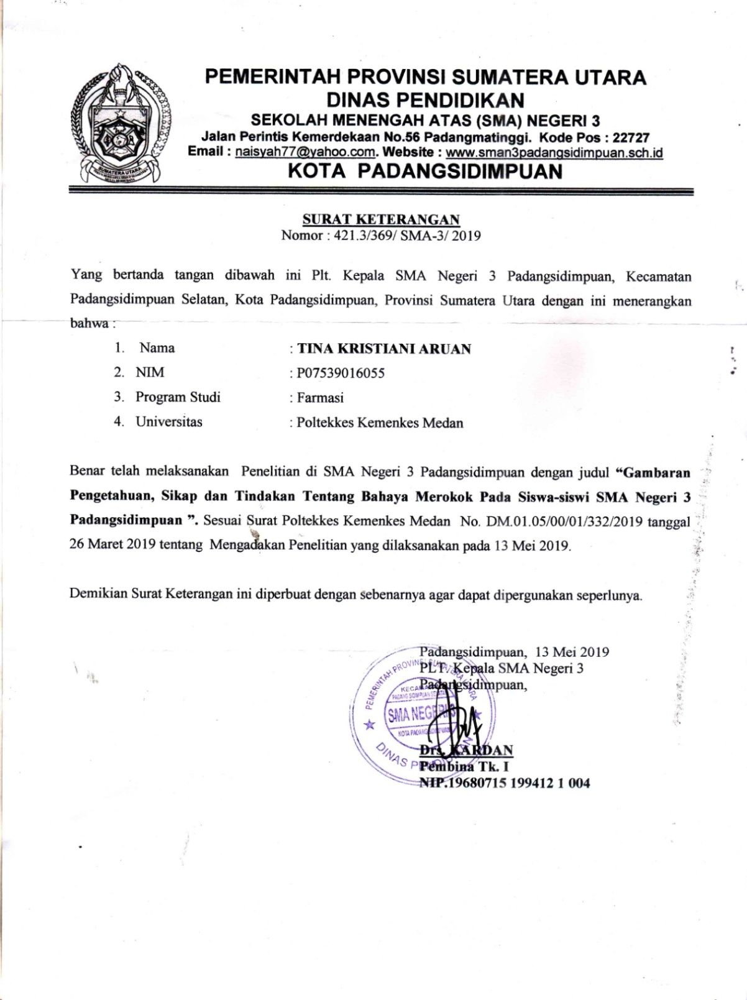 PEMERINTAH PROVINSI SUMATERA UTARA
DINAS PENDIDIKAN
SEKOLAH MENENGAH ATAS (SMA) NEGERI 3
Jalan Perintis Kemerdekaan No.56 Padangmatinggi. Kode Pos : 22727
Email : naisyah77@yahoo.com. Website : www.sman3padangsidimpuan.sch.id
KOTA PADANGSIDIMPUAN
SUMATERA UTARA
SURAT KETERANGAN
Nomor : 421.3/369/ SMA-3/ 2019
Yang bertanda tangan dibawah ini Plt. Kepala SMA Negeri 3 Padangsidimpuan, Kecamatan
Padangsidimpuan Selatan, Kota Padangsidimpuan, Provinsi Sumatera Utara dengan ini menerangkan
bahwa :
1. Nama : TINA KRISTIANI ARUAN
2. NIM : P07539016055
3. Program Studi : Farmasi
4. Universitas : Poltekkes Kemenkes Medan
Benar telah melaksanakan Penelitian di SMA Negeri 3 Padangsidimpuan dengan judul “Gambaran
Pengetahuan, Sikap dan Tindakan Tentang Bahaya Merokok Pada Siswa-siswi SMA Negeri 3
Padangsidimpuan ”. Sesuai Surat Poltekkes Kemenkes Medan No. DM.01.05/00/01/332/2019 tanggal
26 Maret 2019 tentang Mengadakan Penelitian yang dilaksanakan pada 13 Mei 2019.
Demikian Surat Keterangan ini diperbuat dengan sebenarnya agar dapat dipergunakan seperlunya.
Padangsidimpuan, 13 Mei 2019
PLT. Kepala SMA Negeri 3
Padangsidimpuan,
PEMERINTAH PROVINSI SUMATERA UTARA
SMA NEGERI 3
DINAS PENDIDIKAN
Drs. KARDAN
Pembina Tk. I
NIP.19680715 199412 1 004